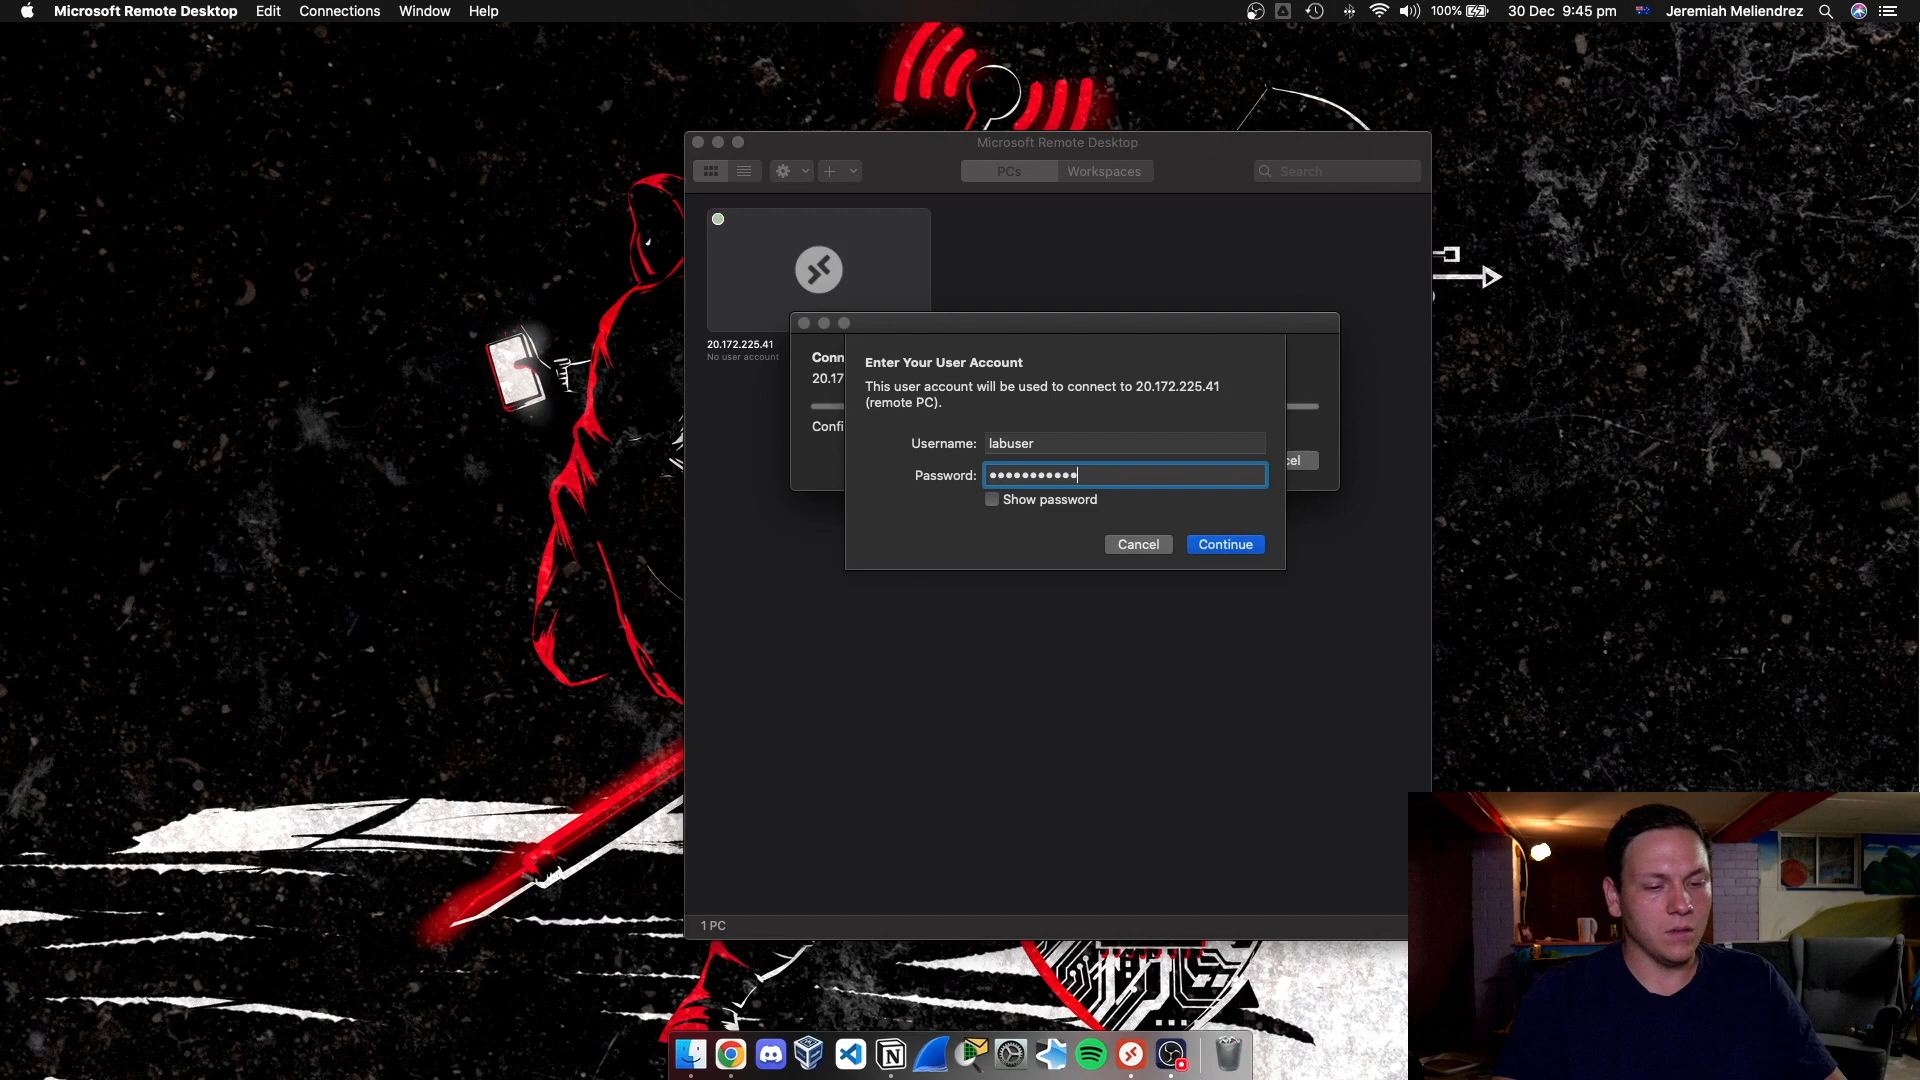 Microsoft Remote Desktop Edit Connections Window Help
100% 30 Dec 9:45 pm Jeremiah Meliendrez
Microsoft Remote Desktop
PCs Workspaces Search
20.172.225.41
No user account
Conn
20.17
Confi
Enter Your User Account
This user account will be used to connect to 20.172.225.41
(remote PC).
Username: labuser
Password: •••••••••••
Show password
cel
Cancel Continue
1 PC